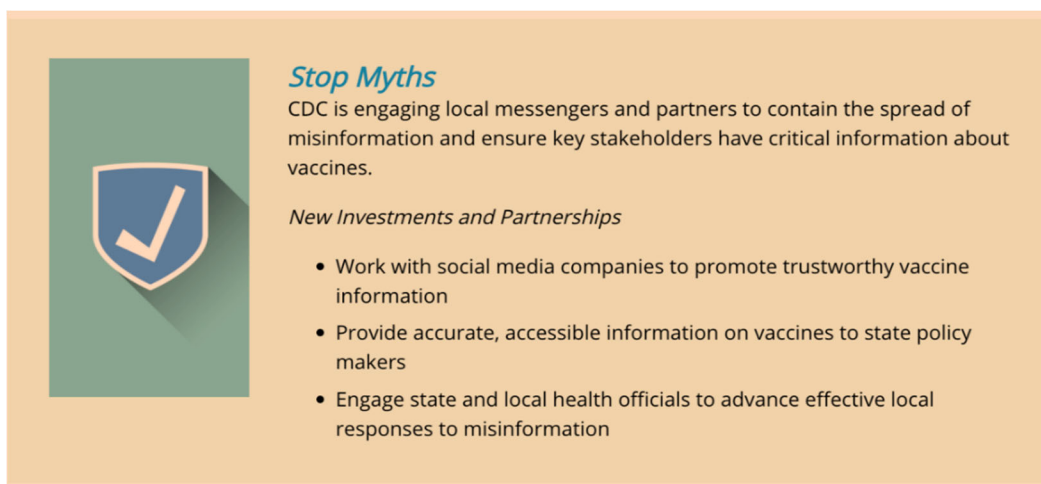 Stop Myths
CDC is engaging local messengers and partners to contain the spread of
misinformation and ensure key stakeholders have critical information about
vaccines.
New Investments and Partnerships
• Work with social media companies to promote trustworthy vaccine
information
• Provide accurate, accessible information on vaccines to state policy
makers
• Engage state and local health officials to advance effective local
responses to misinformation